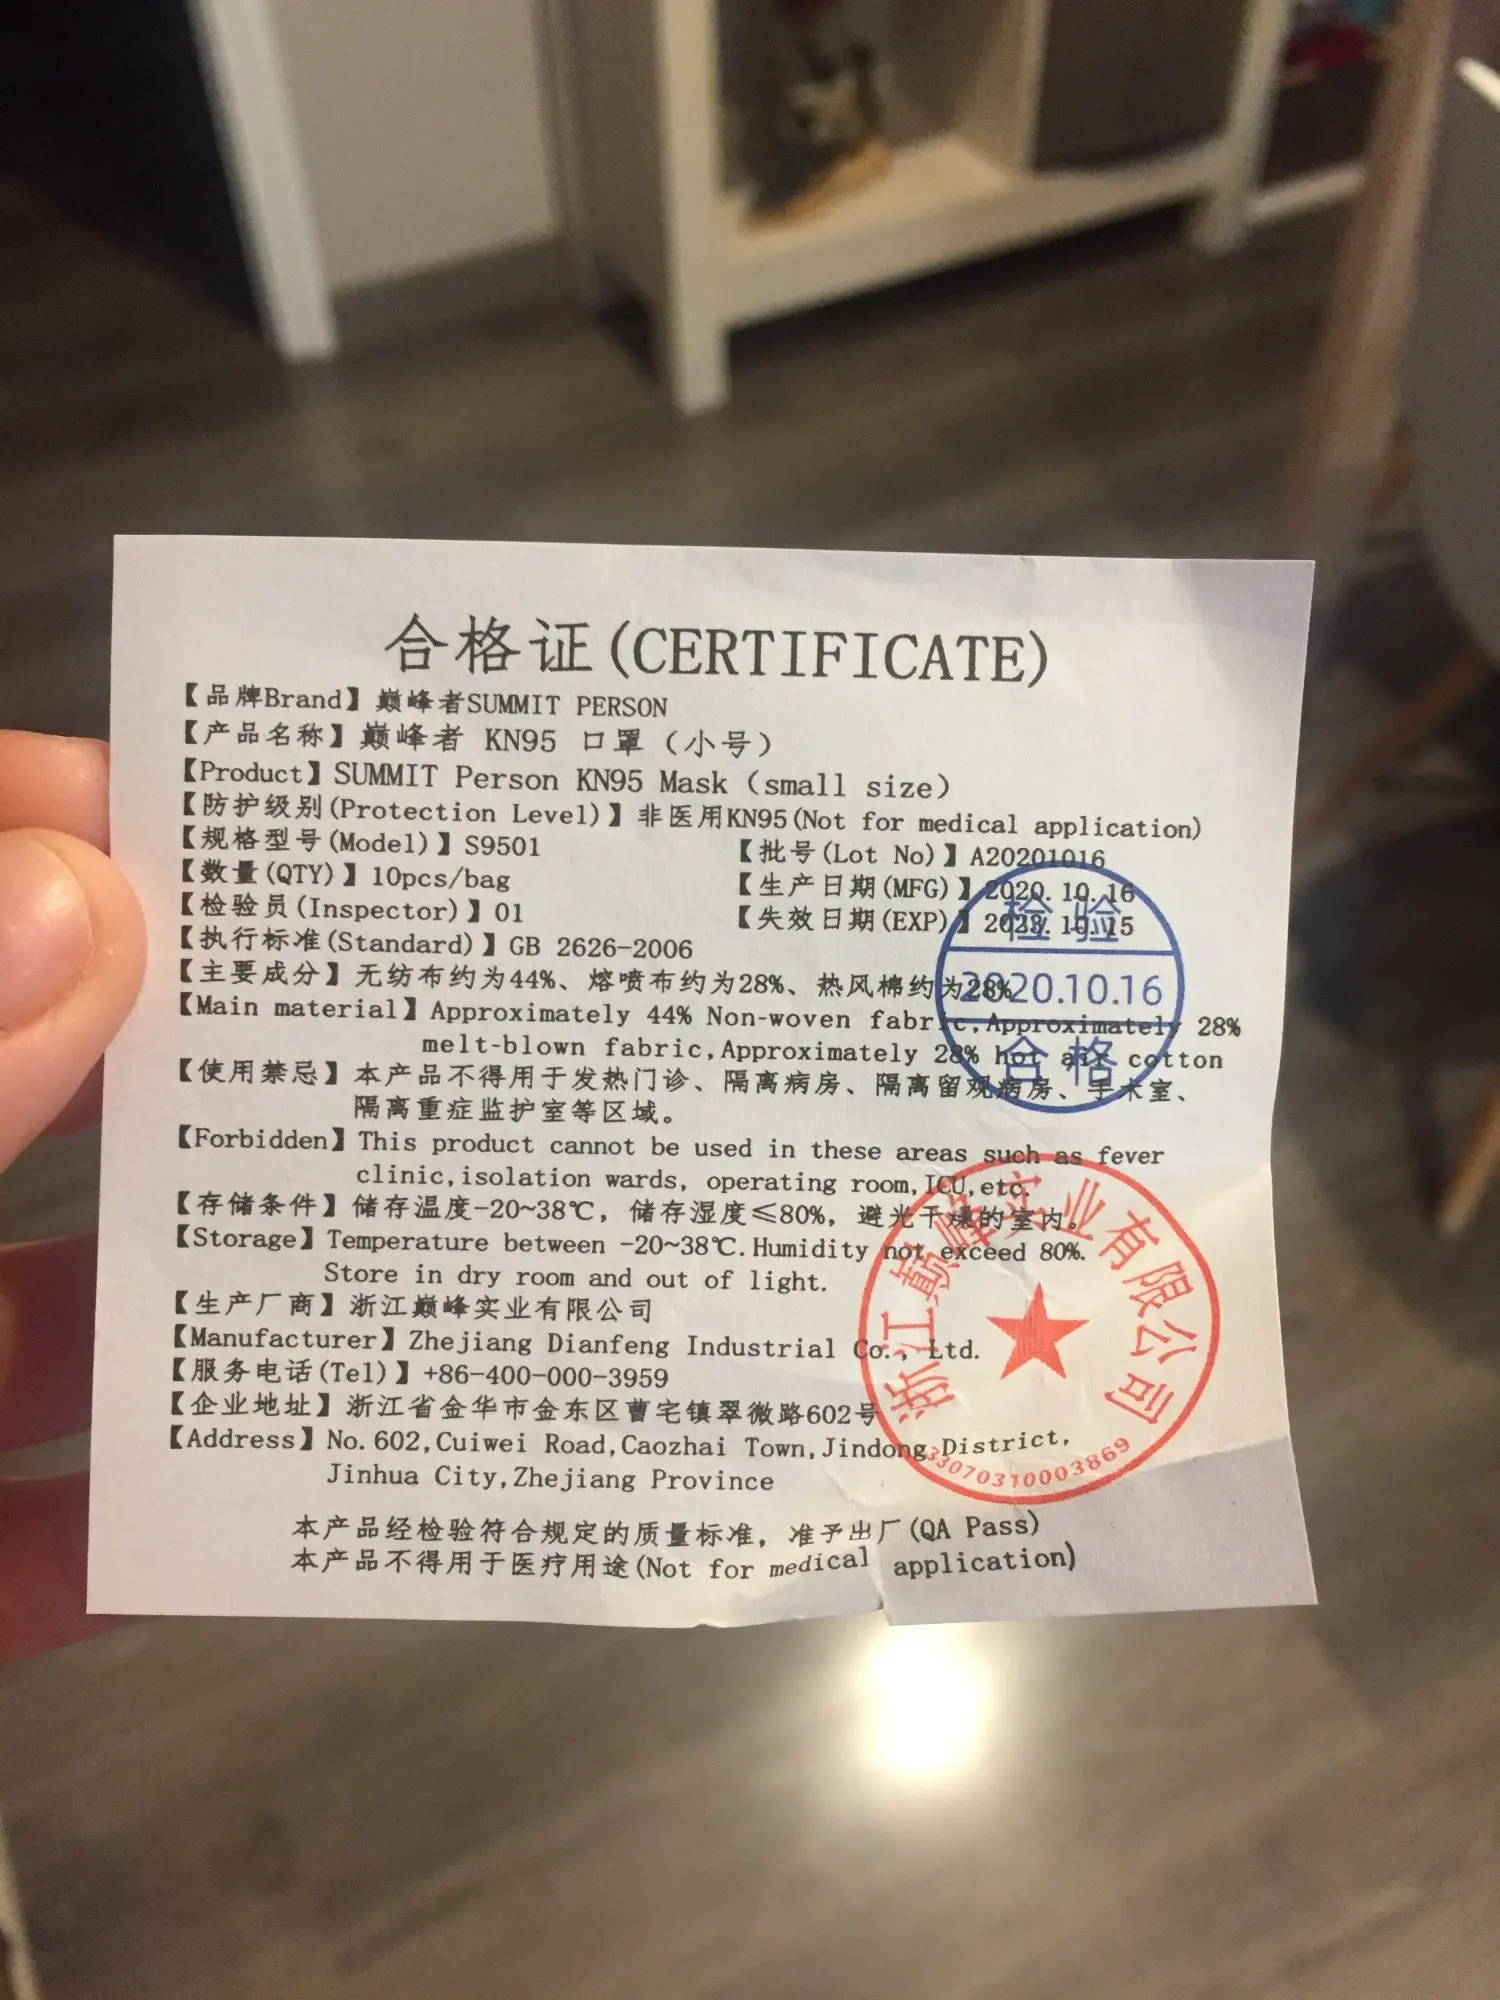 合格证(CERTIFICATE)
【品牌Brand】巅峰者SUMMIT PERSON
【产品名称】巅峰者 KN95 口罩（小号）
【Product】SUMMIT Person KN95 Mask（small size）
【防护级别(Protection Level)】非医用KN95(Not for medical application)
【规格型号(Model)】S9501 【批号(Lot No)】A20201016
【数量(QTY)】10pcs/bag 【生产日期(MFG)】2020.10.16
【检验员(Inspector)】01 【失效日期(EXP)】2023.10.15
【执行标准(Standard)】GB 2626-2006
【主要成分】无纺布约为44%、熔喷布约为28%、热风棉约为28%
【Main material】Approximately 44% Non-woven fabric,Approximately 28%
melt-blown fabric,Approximately 28% hot air cotton
【使用禁忌】本产品不得用于发热门诊、隔离病房、隔离留观病房、手术室、
隔离重症监护室等区域。
【Forbidden】This product cannot be used in these areas such as fever
clinic,isolation wards, operating room,ICU,etc.
【存储条件】储存温度-20~38℃，储存湿度≤80%，避光干燥的室内。
【Storage】Temperature between -20~38℃.Humidity not exceed 80%.
Store in dry room and out of light.
【生产厂商】浙江巅峰实业有限公司
【Manufacturer】Zhejiang Dianfeng Industrial Co., Ltd.
【服务电话(Tel)】+86-400-000-3959
【企业地址】浙江省金华市金东区曹宅镇翠微路602号
【Address】No.602,Cuiwei Road,Caozhai Town,Jindong District,
Jinhua City,Zhejiang Province
本产品经检验符合规定的质量标准，准予出厂(QA Pass)
本产品不得用于医疗用途(Not for medical application)
检验
2020.10.16
合格
浙江巅峰实业有限公司
33070310003869